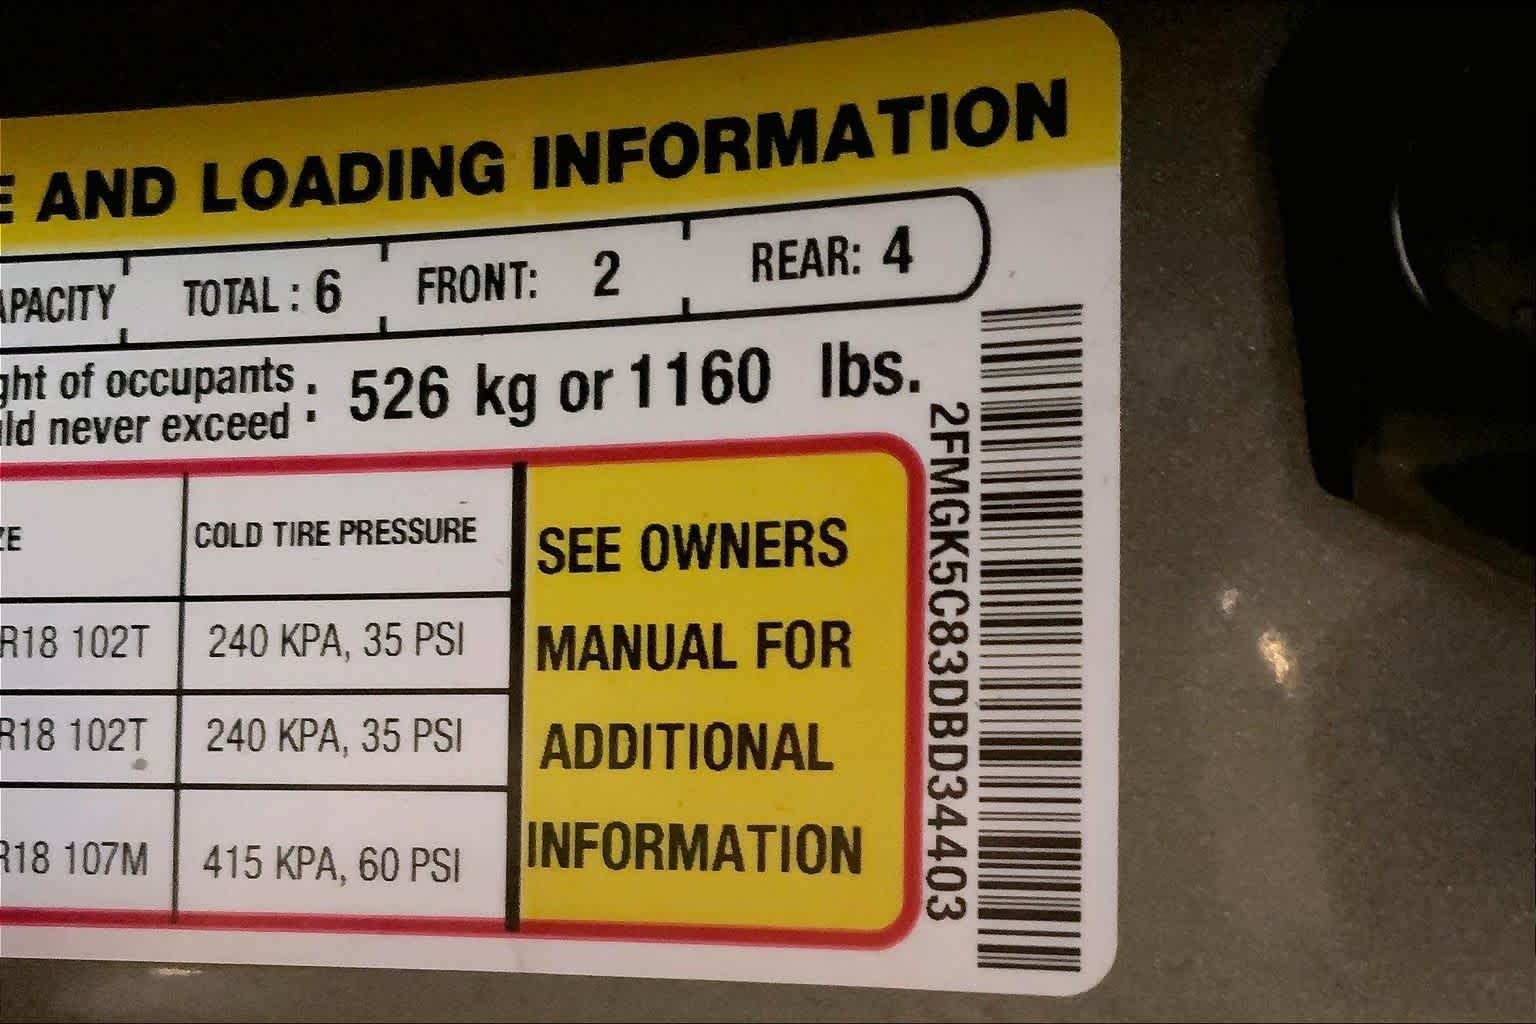 E AND LOADING INFORMATION
APACITY TOTAL : 6 FRONT: 2 REAR: 4
ght of occupants
uld never exceed : 526 kg or 1160 lbs.
ZE COLD TIRE PRESSURE
R18 102T 240 KPA, 35 PSI
R18 102T 240 KPA, 35 PSI
R18 107M 415 KPA, 60 PSI
SEE OWNERS
MANUAL FOR
ADDITIONAL
INFORMATION
2FMGK5C83DBD34403